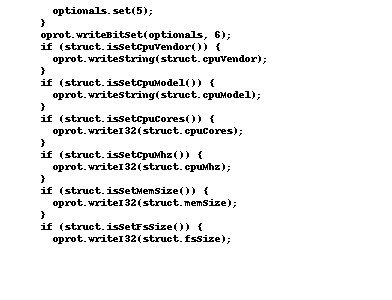 optionals.set(5);
}
oprot.writeBitSet(optionals, 6);
if (struct.isSetCpuVendor()) {
oprot.writeString(struct.cpuVendor);
}
if (struct.isSetCpuModel()) {
oprot.writeString(struct.cpuModel);
}
if (struct.isSetCpuCores()) {
oprot.writeI32(struct.cpuCores);
}
if (struct.isSetCpuMhz()) {
oprot.writeI32(struct.cpuMhz);
}
if (struct.isSetMemSize()) {
oprot.writeI32(struct.memSize);
}
if (struct.isSetFsSize()) {
oprot.writeI32(struct.fsSize);